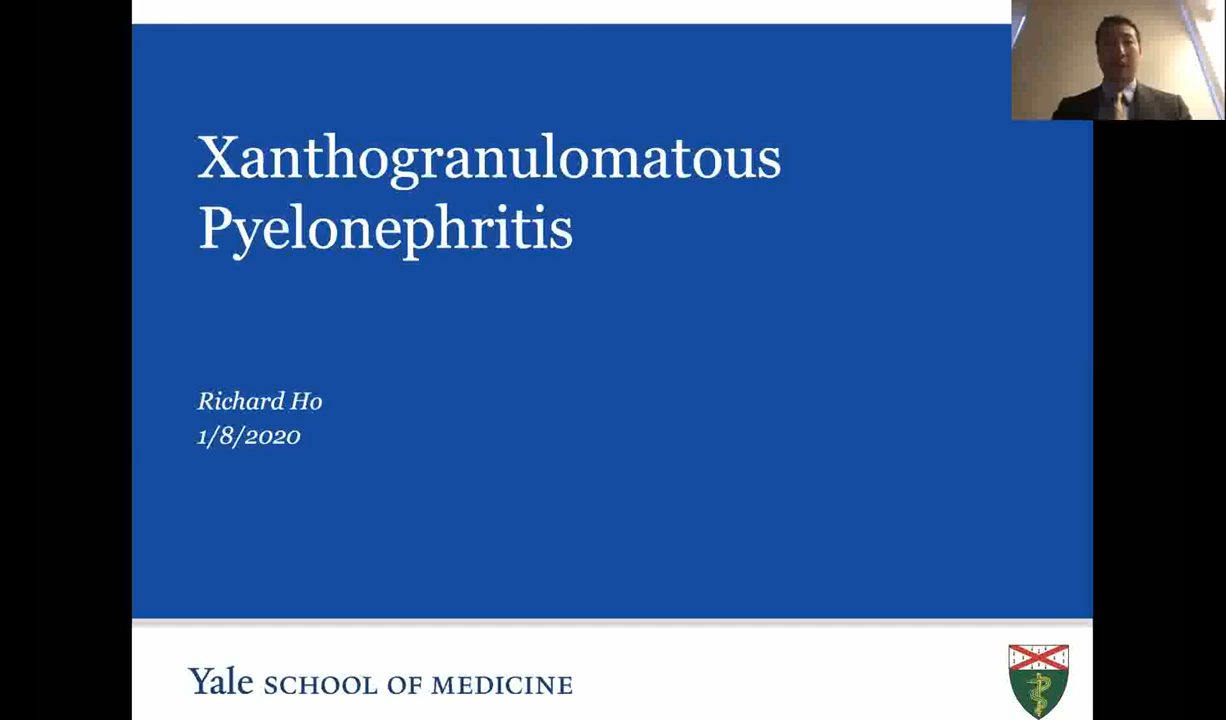 Xanthogranulomatous
Pyelonephritis
Richard Ho
1/8/2020
Yale SCHOOL OF MEDICINE